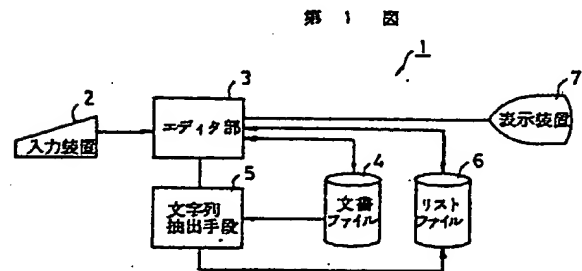 第 1 図
1
2
入力装置
3
エディタ部
7
表示装置
5
文字列
抽出手段
4
文書
ファイル
6
リスト
ファイル